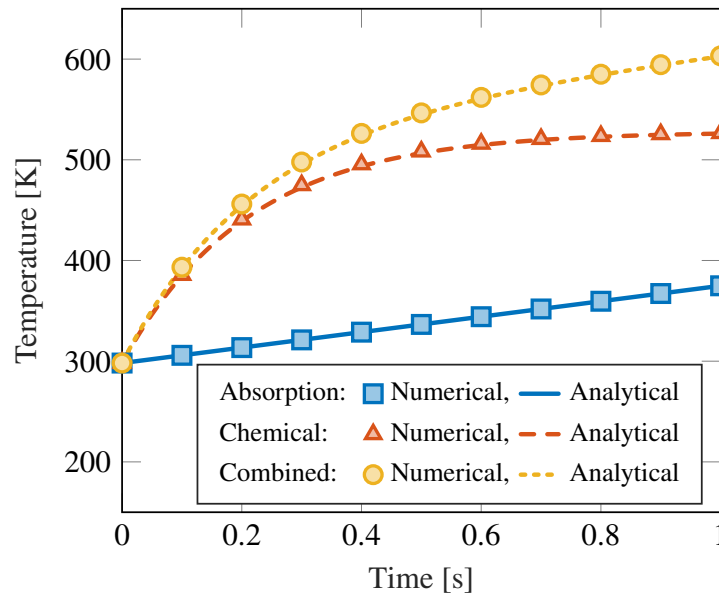 600
500
400
300
200
Temperature [K]
Absorption: Numerical, Analytical
Chemical: Numerical, Analytical
Combined: Numerical, Analytical
0 0.2 0.4 0.6 0.8 1
Time [s]